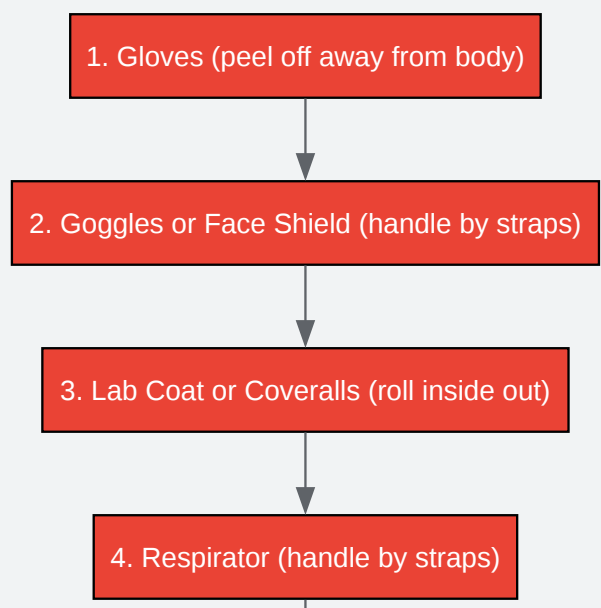 1. Gloves (peel off away from body)
2. Goggles or Face Shield (handle by straps)
3. Lab Coat or Coveralls (roll inside out)
4. Respirator (handle by straps)